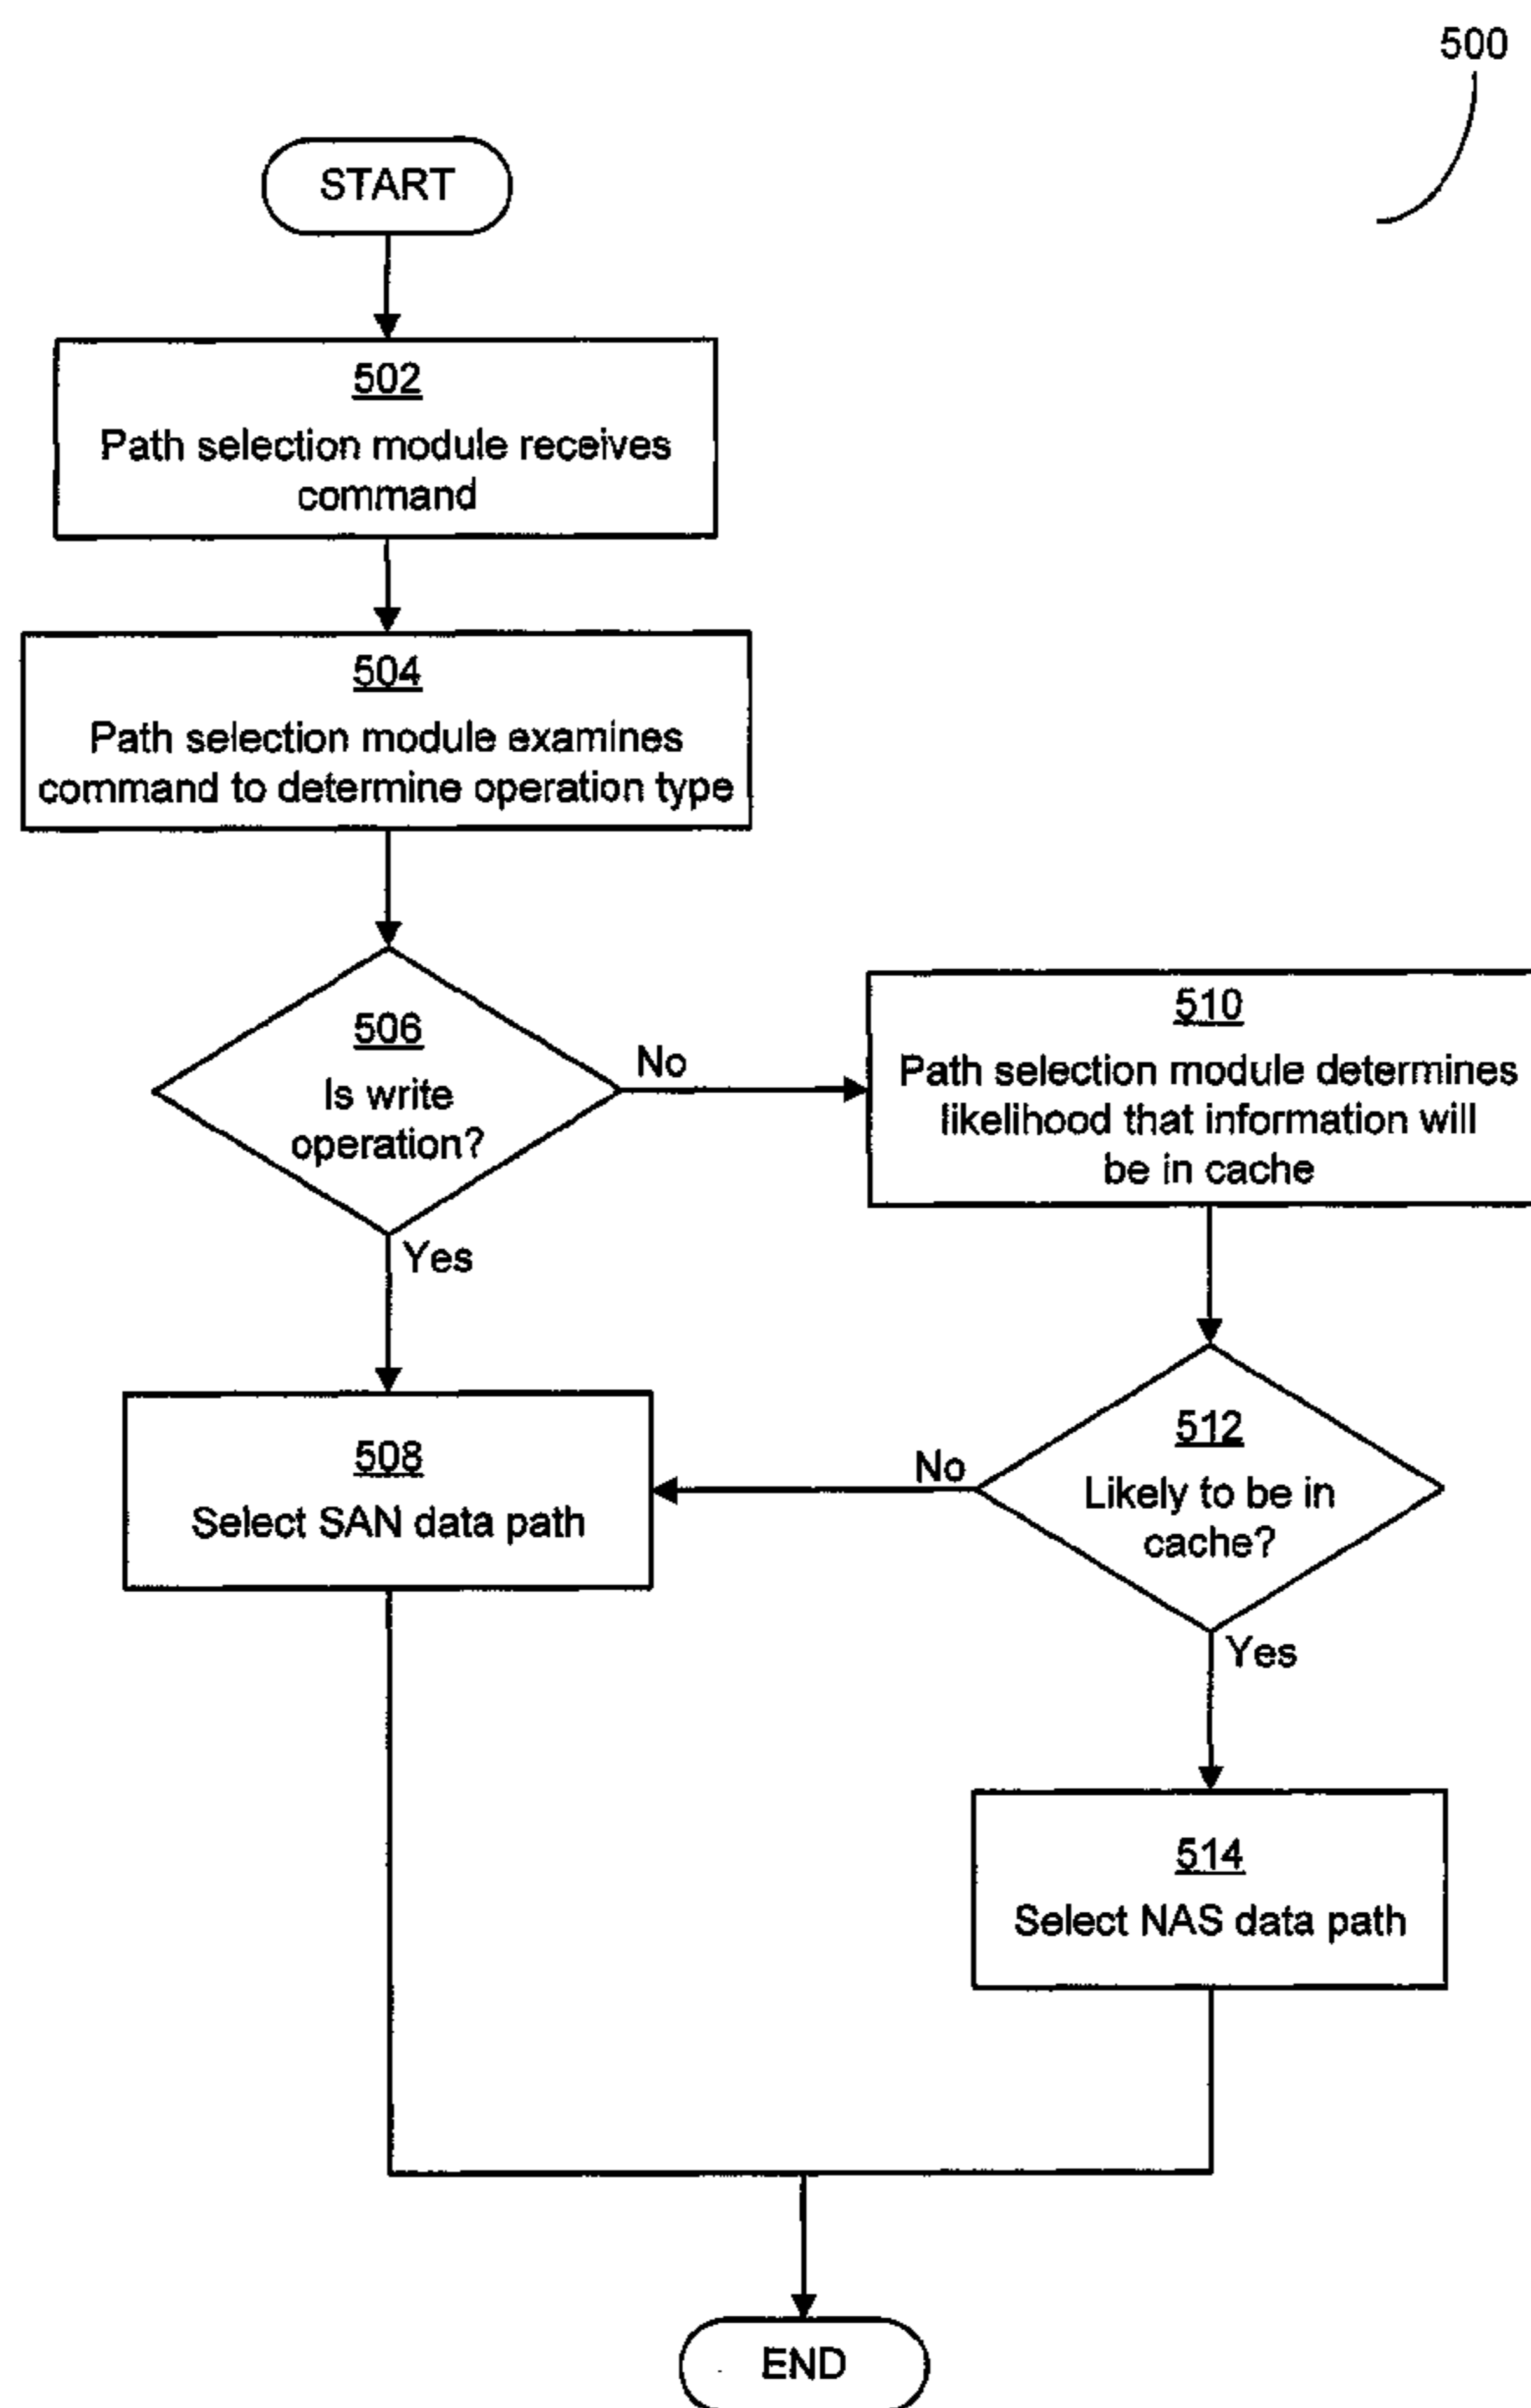 500
START
502
Path selection module receives
command
504
Path selection module examines
command to determine operation type
506
Is write
operation?
No
Yes
510
Path selection module determines
likelihood that information will
be in cache
508
Select SAN data path
512
Likely to be in
cache?
No
Yes
514
Select NAS data path
END